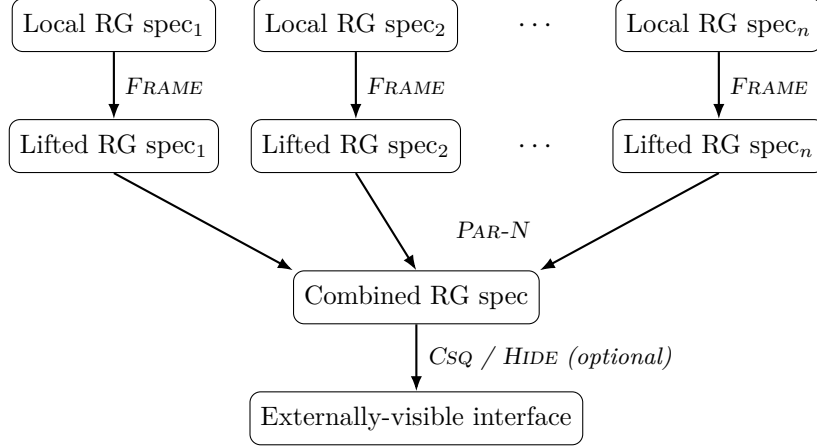 Local RG spec₁ Local RG spec₂ ··· Local RG specₙ
FRAME FRAME FRAME
Lifted RG spec₁ Lifted RG spec₂ ··· Lifted RG specₙ
PAR-N
Combined RG spec
CSQ / HIDE (optional)
Externally-visible interface